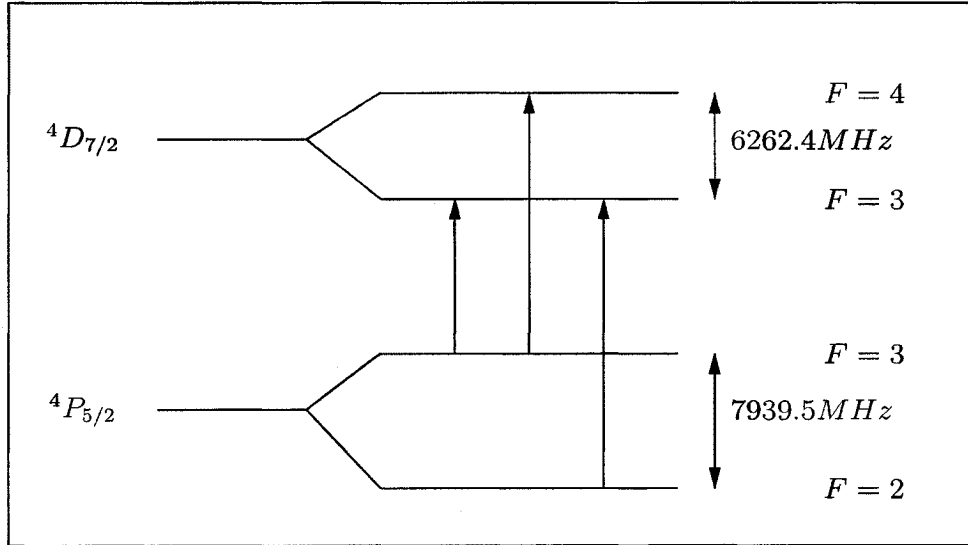 F = 4
⁴D₇/₂
6262.4MHz
F = 3
F = 3
⁴P₅/₂
7939.5MHz
F = 2